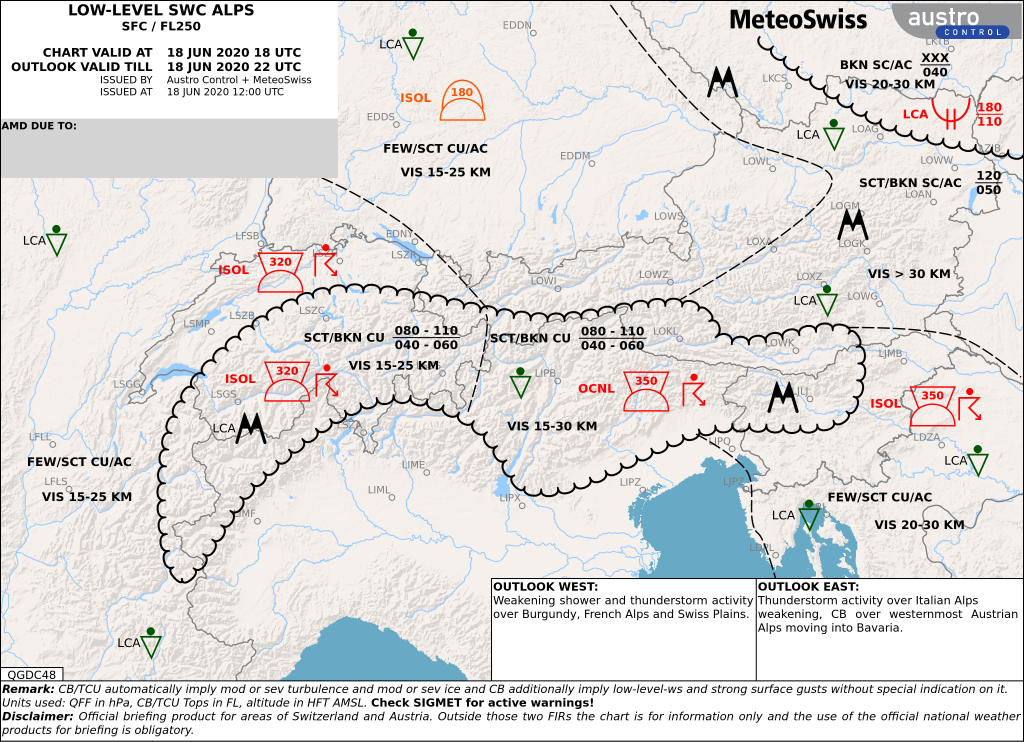 LOW-LEVEL SWC ALPS
SFC / FL250
CHART VALID AT 18 JUN 2020 18 UTC
OUTLOOK VALID TILL 18 JUN 2020 22 UTC
ISSUED BY Austro Control + MeteoSwiss
ISSUED AT 18 JUN 2020 12:00 UTC
AMD DUE TO:
MeteoSwiss
austro
CONTROL
EDDN
LCA
LKTB
BKN SC/AC XXX
040
VIS 20-30 KM
LKCS
ISOL 180
LCA 180
110
EDDS
LCA
LOAG
FEW/SCT CU/AC
EDDM
LZIB
LOWL
LOWW
VIS 15-25 KM
SCT/BKN SC/AC 120
050
LOAN
LOGM
LOWS
LCA
LFSB
EDNY
LOXA
LOGK
LSZR
ISOL 320
LOWI
LOWZ
VIS > 30 KM
LOXZ
LCA
LOWG
LSZB
LSZC
LSMP
SCT/BKN CU 080 - 110
040 - 060
SCT/BKN CU 080 - 110
040 - 060
LOKL
LOWK
LJMB
VIS 15-25 KM
LSGG
ISOL 320
LIPB
OCNL 350
LSGS
ISOL 350
LCA
VIS 15-30 KM
LFLL
LDZA
LIPQ
FEW/SCT CU/AC
LCA
LIME
LFLS
LIPZ
VIS 15-25 KM
LIML
LIPX
FEW/SCT CU/AC
LIMF
LCA
VIS 20-30 KM
LDPL
LCA
OUTLOOK WEST:
Weakening shower and thunderstorm activity
over Burgundy, French Alps and Swiss Plains.
OUTLOOK EAST:
Thunderstorm activity over Italian Alps
weakening, CB over westernmost Austrian
Alps moving into Bavaria.
QGDC48
Remark: CB/TCU automatically imply mod or sev turbulence and mod or sev ice and CB additionally imply low-level-ws and strong surface gusts without special indication on it.
Units used: QFF in hPa, CB/TCU Tops in FL, altitude in HFT AMSL. Check SIGMET for active warnings!
Disclaimer: Official briefing product for areas of Switzerland and Austria. Outside those two FIRs the chart is for information only and the use of the official national weather
products for briefing is obligatory.